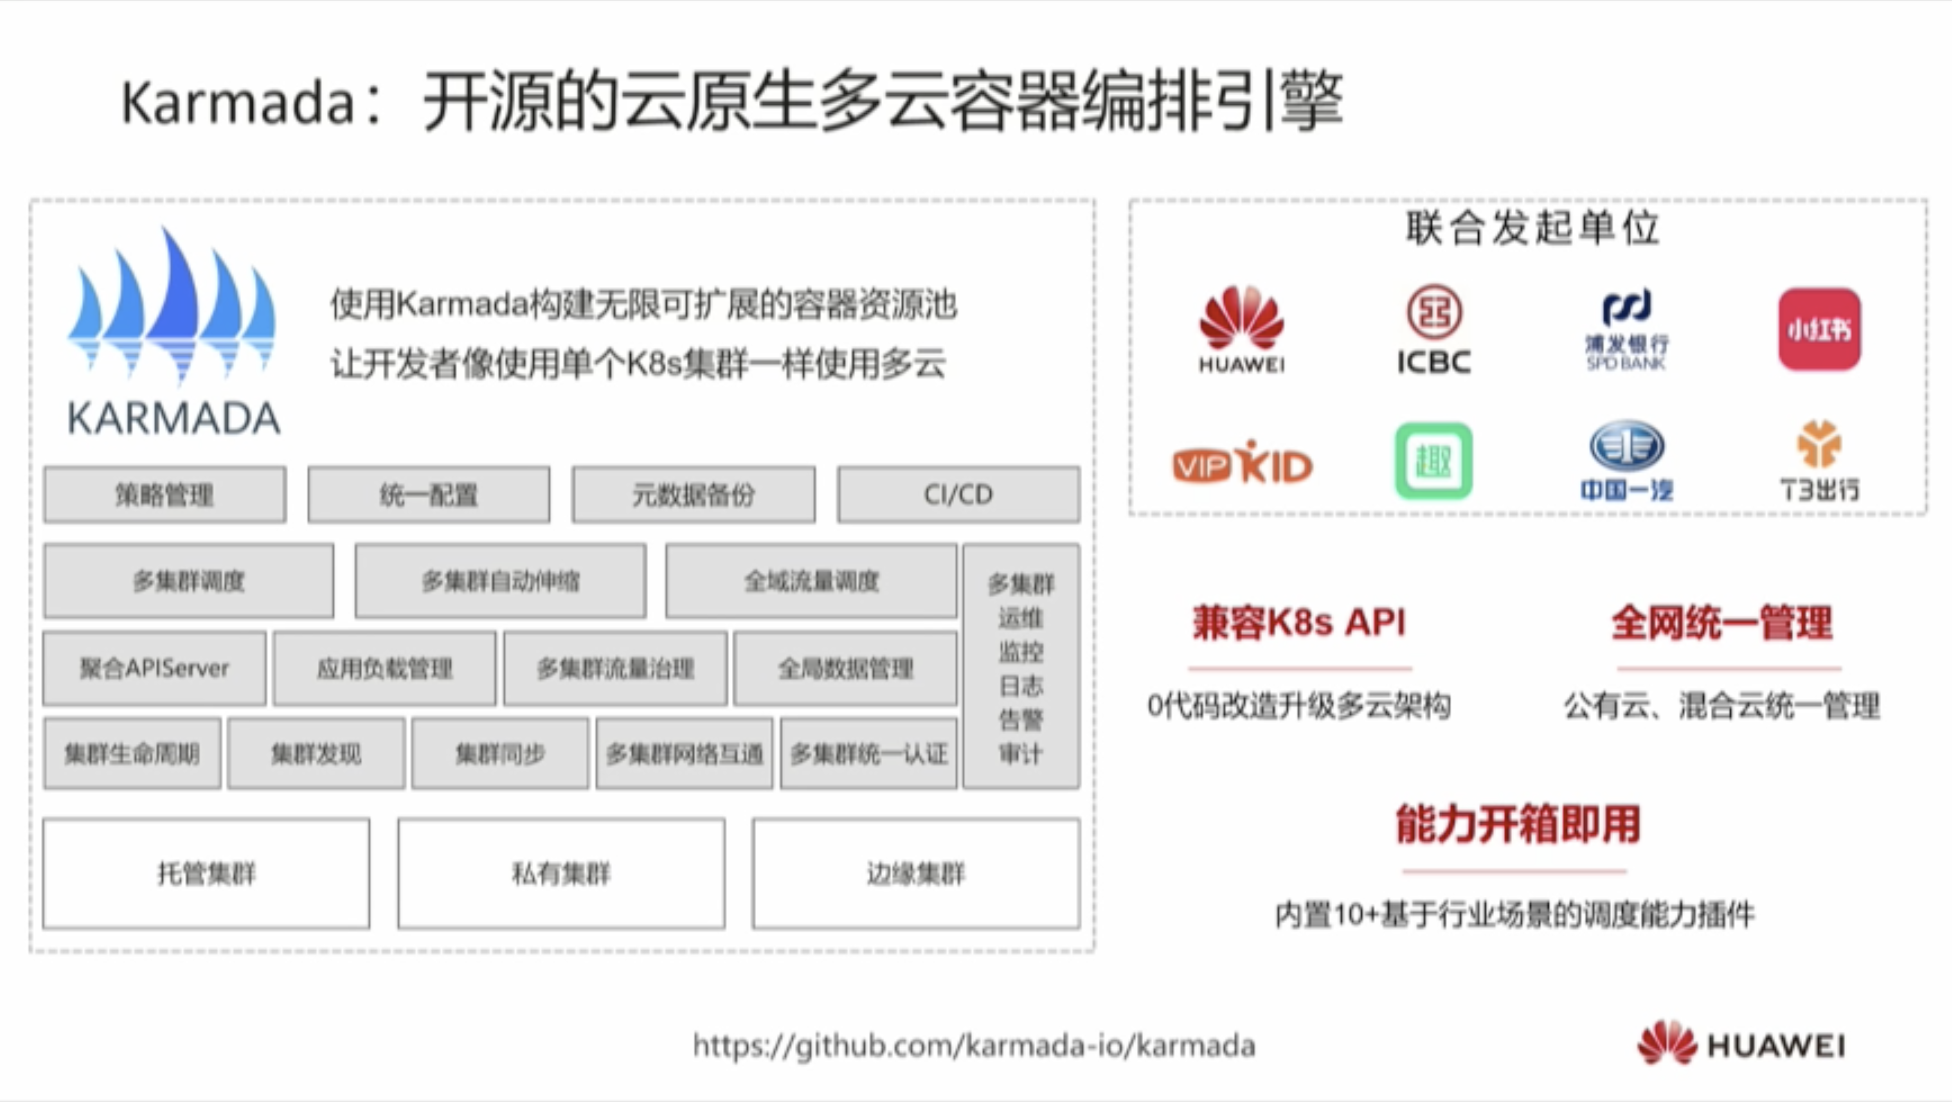 Karmada：开源的云原生多云容器编排引擎
KARMADA
使用Karmada构建无限可扩展的容器资源池
让开发者像使用单个K8s集群一样使用多云
策略管理
统一配置
元数据备份
CI/CD
多集群调度
多集群自动伸缩
全域流量调度
聚合APIServer
应用负载管理
多集群流量治理
全局数据管理
集群生命周期
集群发现
集群同步
多集群网络互通
多集群统一认证
多集群
运维
监控
日志
告警
审计
托管集群
私有集群
边缘集群
联合发起单位
HUAWEI
ICBC
浦发银行
SPD BANK
小红书
VIPKID
趣
中国一汽
T3出行
兼容K8s API
0代码改造升级多云架构
全网统一管理
公有云、混合云统一管理
能力开箱即用
内置10+基于行业场景的调度能力插件
https://github.com/karmada-io/karmada
HUAWEI